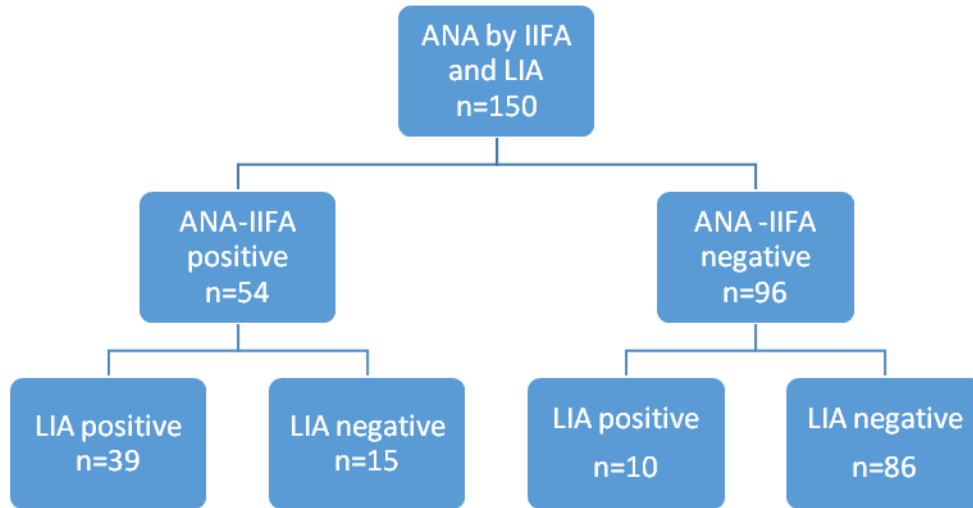 ANA by IIFA
and LIA
n=150
ANA-IIFA
positive
n=54
ANA -IIFA
negative
n=96
LIA positive
n=39
LIA negative
n=15
LIA positive
n=10
LIA negative
n=86